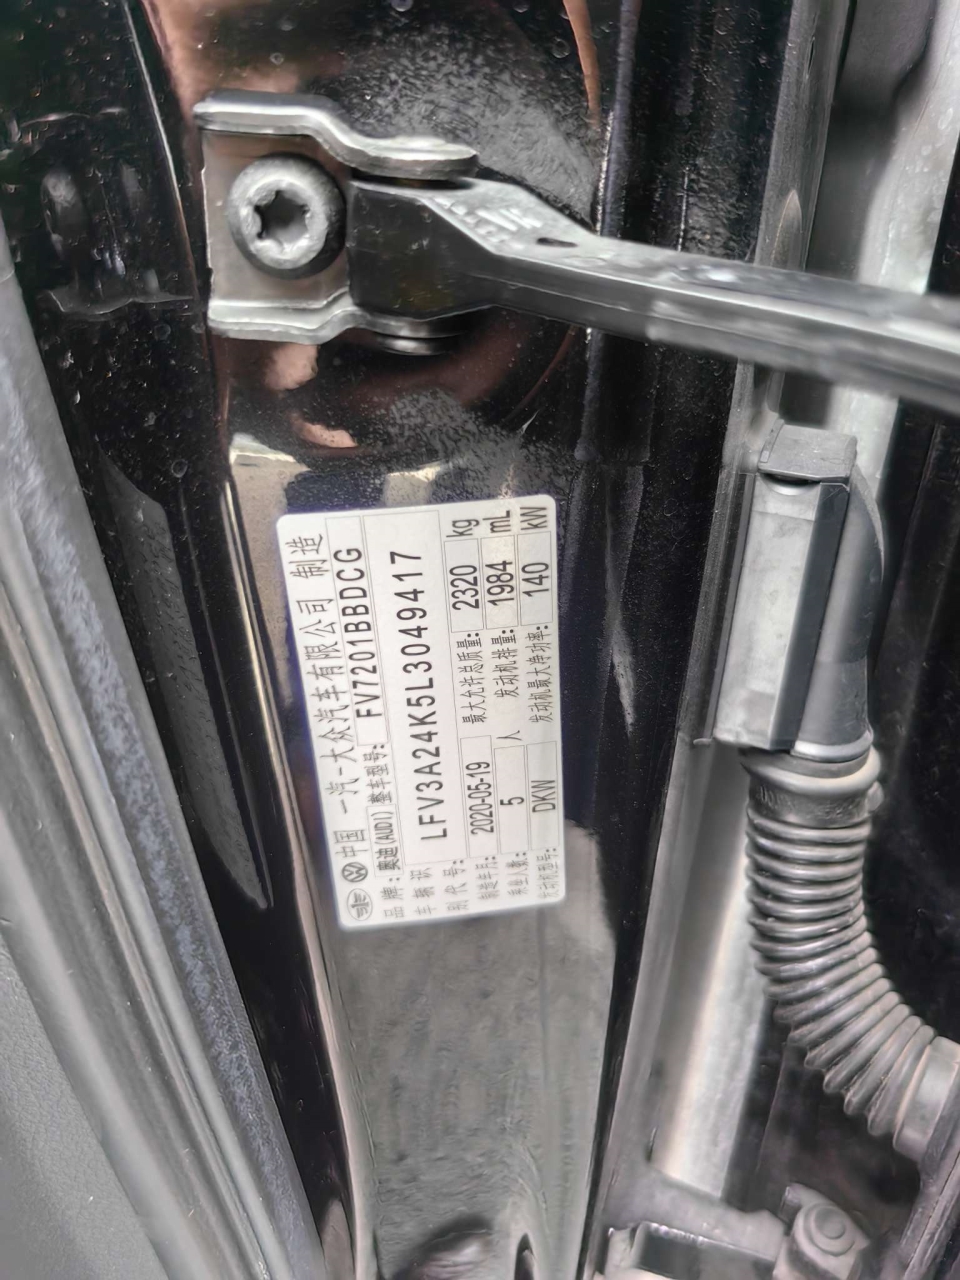 中国 一汽-大众汽车有限公司 制造
品牌: 奥迪(AUDI) 整车型号: FV7201BBDCG
车辆识别代号: LFV3A24K5L3049417
制造年月: 2020-05-19 最大允许总质量: 2320 kg
乘坐人数: 5 人 发动机排量: 1984 mL
发动机型号: DKW 发动机最大净功率: 140 kW